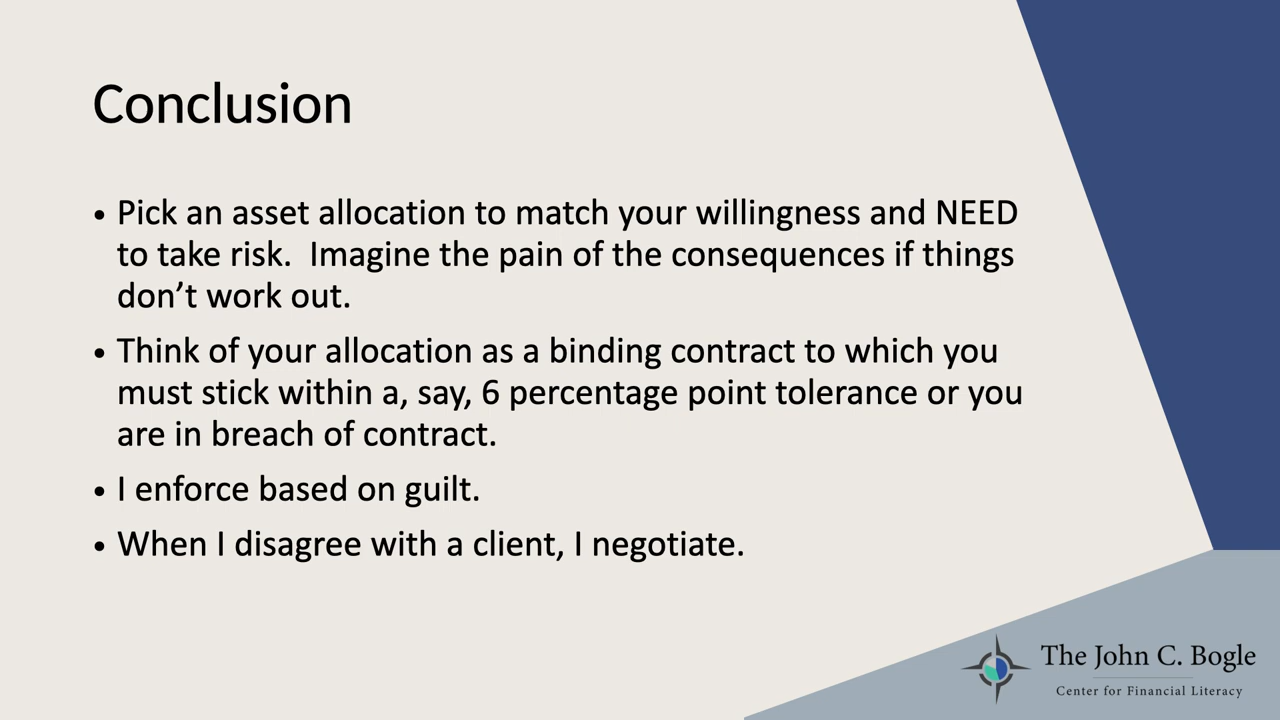 Conclusion
• Pick an asset allocation to match your willingness and NEED
to take risk.  Imagine the pain of the consequences if things
don’t work out.
• Think of your allocation as a binding contract to which you
must stick within a, say, 6 percentage point tolerance or you
are in breach of contract.
• I enforce based on guilt.
• When I disagree with a client, I negotiate.
The John C. Bogle
Center for Financial Literacy